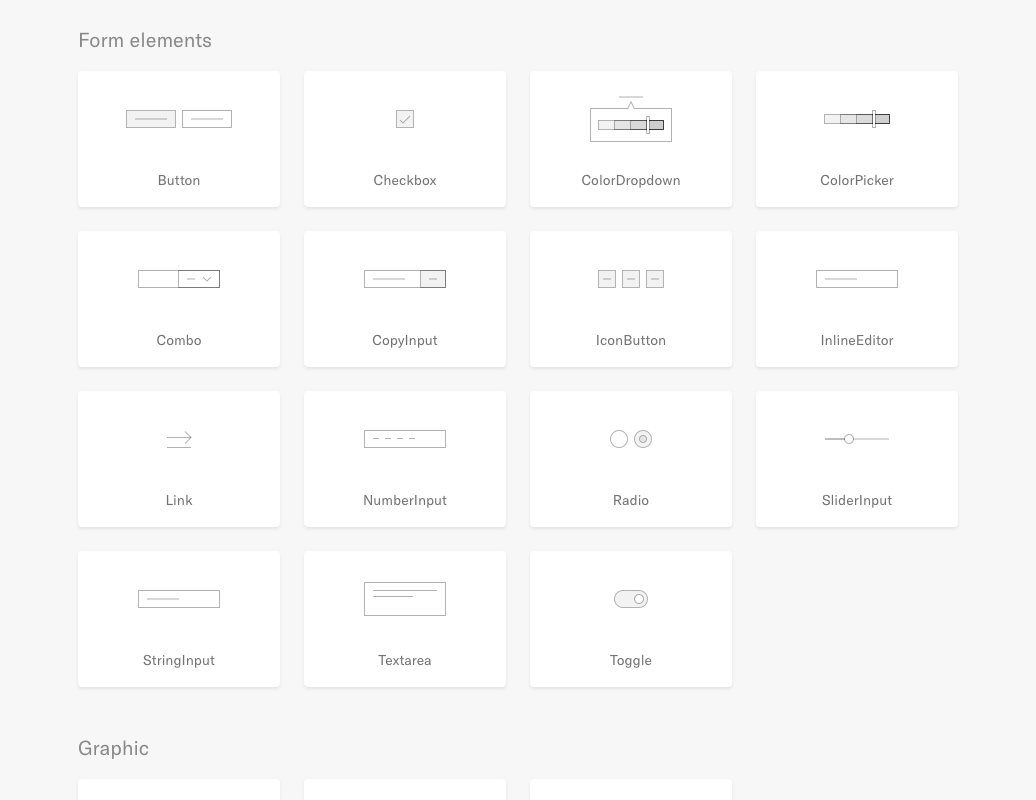 Form elements
Button
Checkbox
ColorDropdown
ColorPicker
Combo
CopyInput
IconButton
InlineEditor
Link
NumberInput
Radio
SliderInput
StringInput
Textarea
Toggle
Graphic